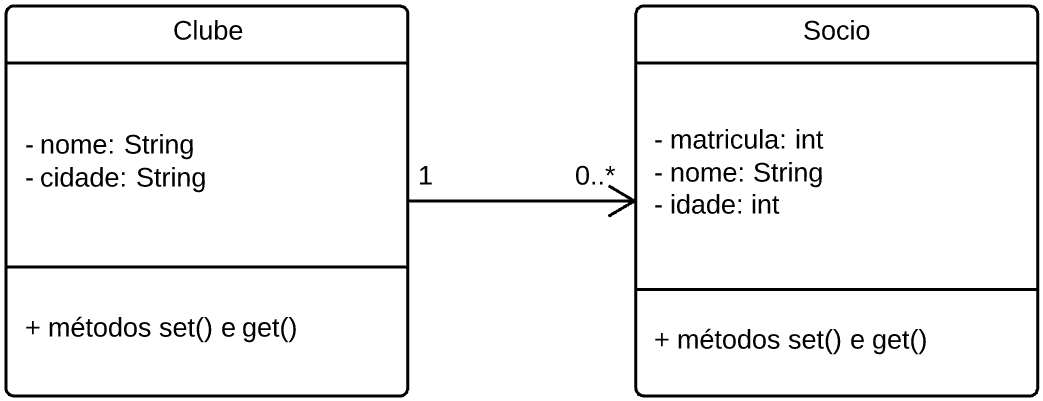 Clube
- nome: String
- cidade: String
+ métodos set() e get()
1
0..*
Socio
- matricula: int
- nome: String
- idade: int
+ métodos set() e get()